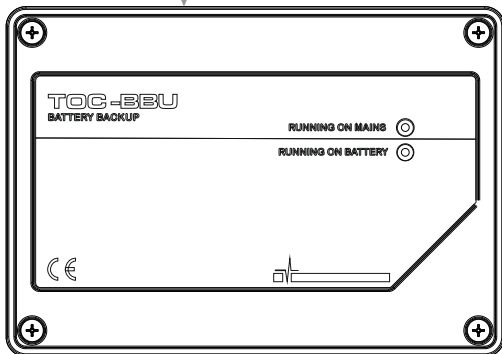 TOC-BBU
BATTERY BACKUP
RUNNING ON MAINS
RUNNING ON BATTERY
CE